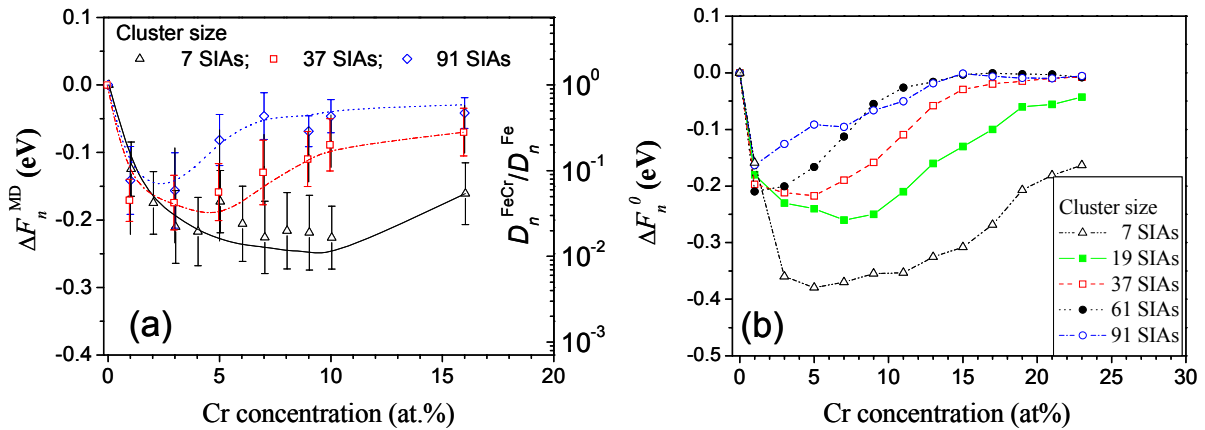 Cluster size
7 SIAs; 37 SIAs; 91 SIAs
0.1
0.0
-0.1
-0.2
-0.3
-0.4
ΔF_n^MD (eV)
10^0
10^-1
10^-2
10^-3
D_n^FeCr/D_n^Fe
(a)
0 5 10 15 20
Cr concentration (at.%)
0.1
0.0
-0.1
-0.2
-0.3
-0.4
-0.5
ΔF_n^0 (eV)
Cluster size
7 SIAs
19 SIAs
37 SIAs
61 SIAs
91 SIAs
(b)
0 5 10 15 20 25 30
Cr concentration (at%)